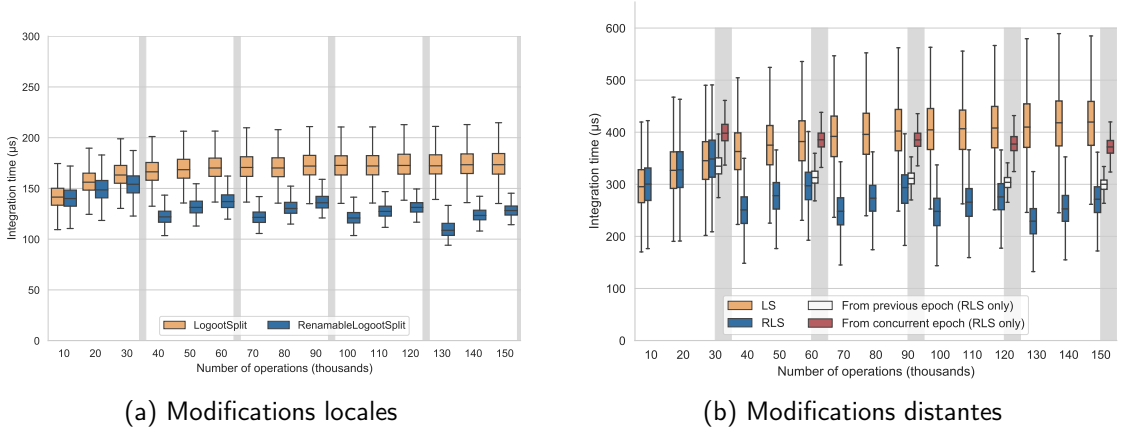 300
250
200
150
100
50
0
Integration time (µs)
LogootSplit
RenamableLogootSplit
10 20 30 40 50 60 70 80 90 100 110 120 130 140 150
Number of operations (thousands)
(a) Modifications locales
600
500
400
300
200
100
0
Integration time (µs)
LS
RLS
From previous epoch (RLS only)
From concurrent epoch (RLS only)
10 20 30 40 50 60 70 80 90 100 110 120 130 140 150
Number of operations (thousands)
(b) Modifications distantes